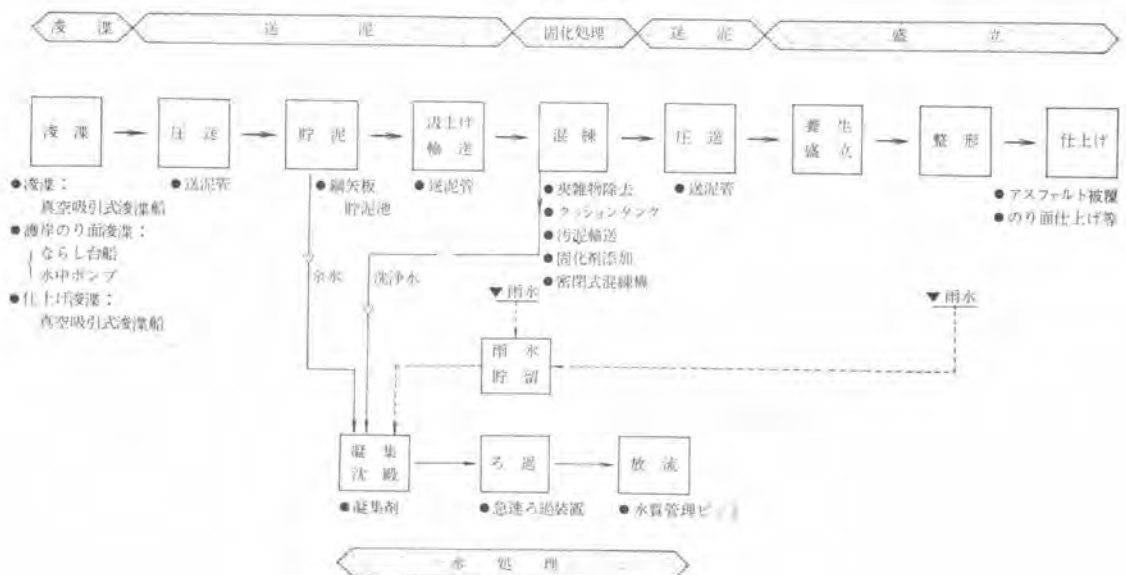 浚渫
送泥
固化処理
送泥
盛立
浚渫
圧送
貯泥
汲上げ
輸送
混練
圧送
養生
盛立
整形
仕上げ
●浚渫：
真空吸引式浚渫船
●護岸のり面浚渫：
ならし台船
水中ポンプ
●仕上げ浚渫：
真空吸引式浚渫船
●送泥管
●鋼矢板
貯泥池
●送泥管
●夾雑物除去
●クッションタンク
●汚泥輸送
●固化剤添加
●密閉式混練機
●送泥管
●アスファルト被覆
●のり面仕上げ等
余水
洗浄水
▼雨水
▼雨水
雨水
貯留
凝集
沈殿
ろ過
放流
●凝集剤
●急速ろ過装置
●水質管理ピット
水処理